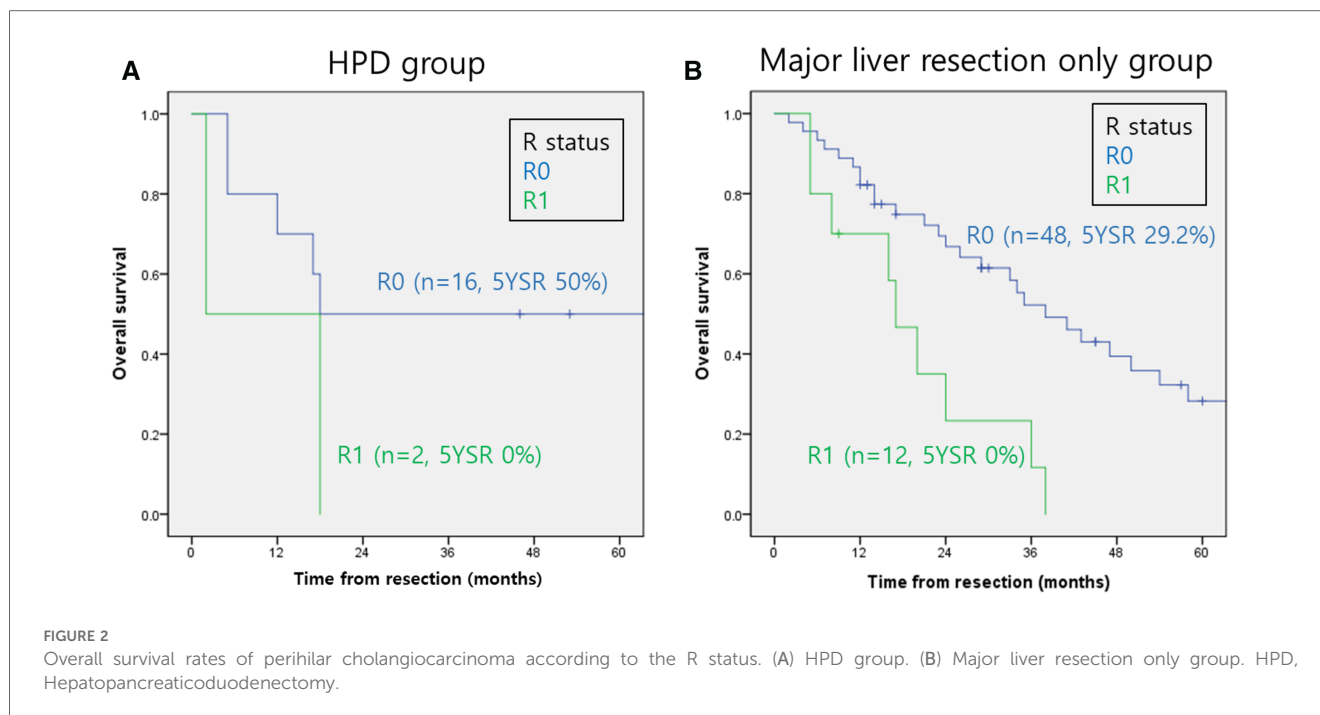 A
HPD group
1.0
0.8
0.6
0.4
0.2
0.0
Overall survival
R status
R0
R1
R0 (n=16, 5YSR 50%)
R1 (n=2, 5YSR 0%)
0 12 24 36 48 60
Time from resection (months)
B
Major liver resection only group
1.0
0.8
0.6
0.4
0.2
0.0
Overall survival
R status
R0
R1
R0 (n=48, 5YSR 29.2%)
R1 (n=12, 5YSR 0%)
0 12 24 36 48 60
Time from resection (months)
FIGURE 2
Overall survival rates of perihilar cholangiocarcinoma according to the R status. (A) HPD group. (B) Major liver resection only group. HPD,
Hepatopancreaticoduodenectomy.